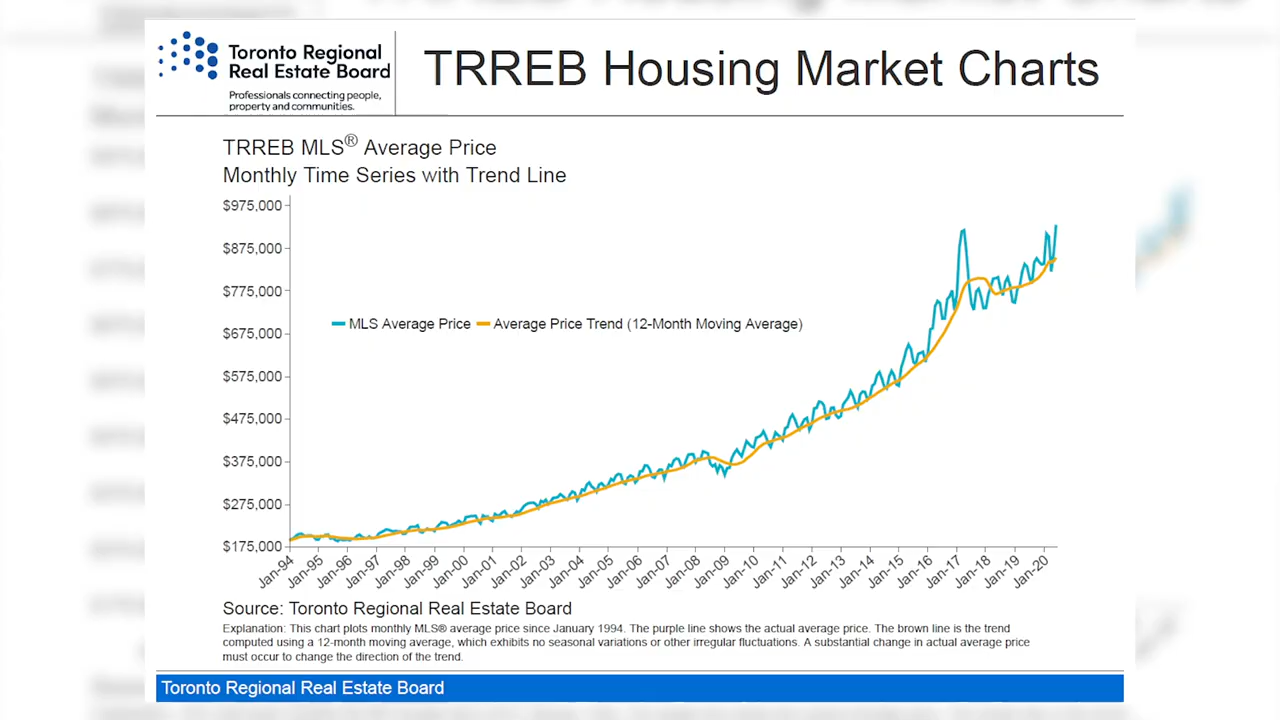 Toronto Regional
Real Estate Board
Professionals connecting people,
property and communities.
TRREB Housing Market Charts
TRREB MLS® Average Price
Monthly Time Series with Trend Line
$975,000
$875,000
$775,000
$675,000
$575,000
$475,000
$375,000
$275,000
$175,000
MLS Average Price
Average Price Trend (12-Month Moving Average)
Jan-94
Jan-95
Jan-96
Jan-97
Jan-98
Jan-99
Jan-00
Jan-01
Jan-02
Jan-03
Jan-04
Jan-05
Jan-06
Jan-07
Jan-08
Jan-09
Jan-10
Jan-11
Jan-12
Jan-13
Jan-14
Jan-15
Jan-16
Jan-17
Jan-18
Jan-19
Jan-20
Source: Toronto Regional Real Estate Board
Explanation: This chart plots monthly MLS® average price since January 1994. The purple line shows the actual average price. The brown line is the trend
computed using a 12-month moving average, which exhibits no seasonal variations or other irregular fluctuations. A substantial change in actual average price
must occur to change the direction of the trend.
Toronto Regional Real Estate Board